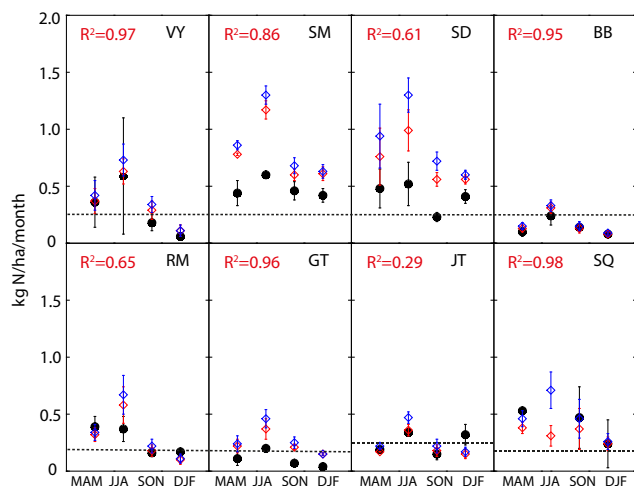 2.0 R²=0.97 VY R²=0.86 SM R²=0.61 SD R²=0.95 BB
1.5
1.0
0.5
0
kg N/ha/month
R²=0.65 RM R²=0.96 GT R²=0.29 JT R²=0.98 SQ
1.5
1.0
0.5
0
MAM JJA SON DJF MAM JJA SON DJF MAM JJA SON DJF MAM JJA SON DJF